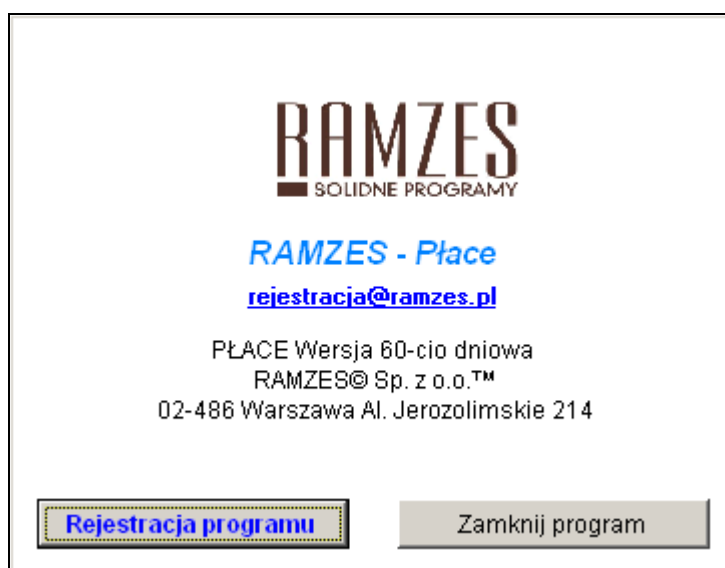 RAMZES
SOLIDNE PROGRAMY
RAMZES - Płace
rejestracja@ramzes.pl
PŁACE Wersja 60-cio dniowa
RAMZES© Sp. z o.o.™
02-486 Warszawa Al. Jerozolimskie 214
Rejestracja programu
Zamknij program